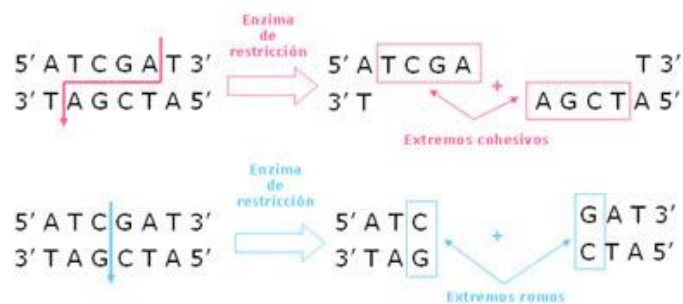 Enzima
de
restricción
5' A T C G A T 3'
3' T A G C T A 5'
5' A T C G A
3' T
+
T 3'
A G C T A 5'
Extremos cohesivos
Enzima
de
restricción
5' A T C G A T 3'
3' T A G C T A 5'
5' A T C
3' T A G
+
G A T 3'
C T A 5'
Extremos romos